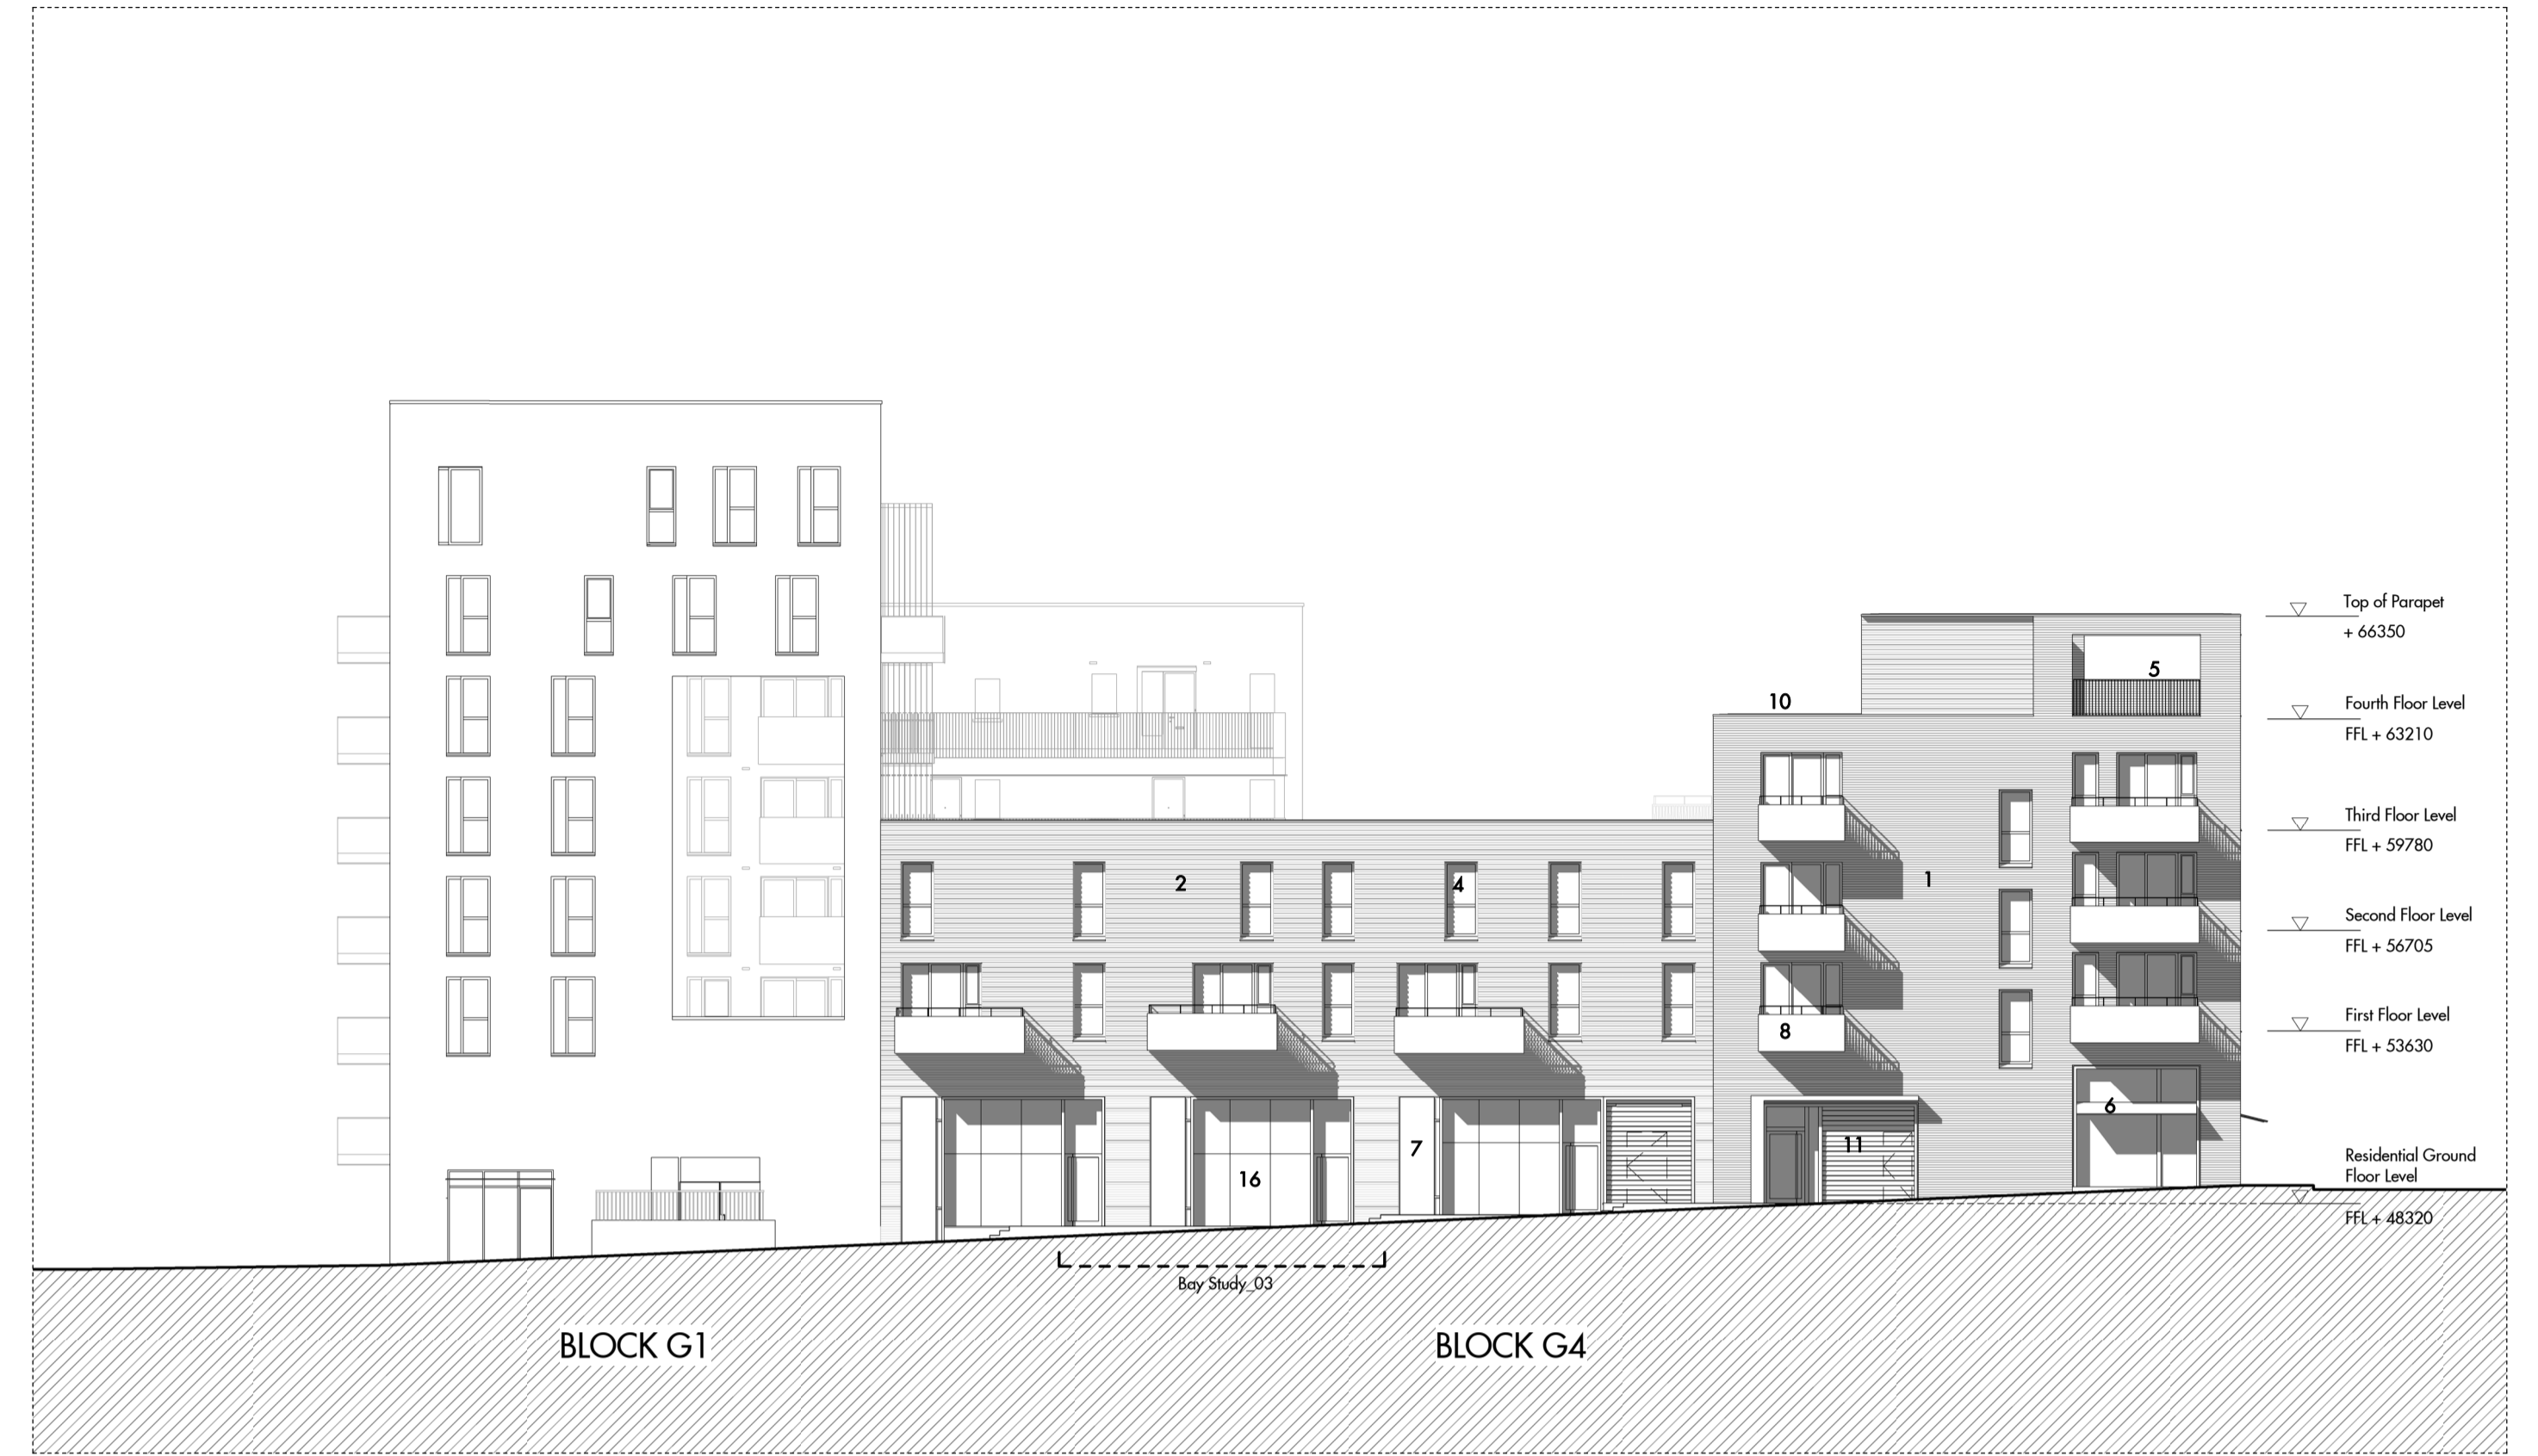 Top of Parapet
+ 66350
5
10
Fourth Floor Level
FFL + 63210
Third Floor Level
FFL + 59780
2
4
1
Second Floor Level
FFL + 56705
8
First Floor Level
FFL + 53630
6
7
11
16
Residential Ground
Floor Level
FFL + 48320
Bay Study_03
BLOCK G1
BLOCK G4